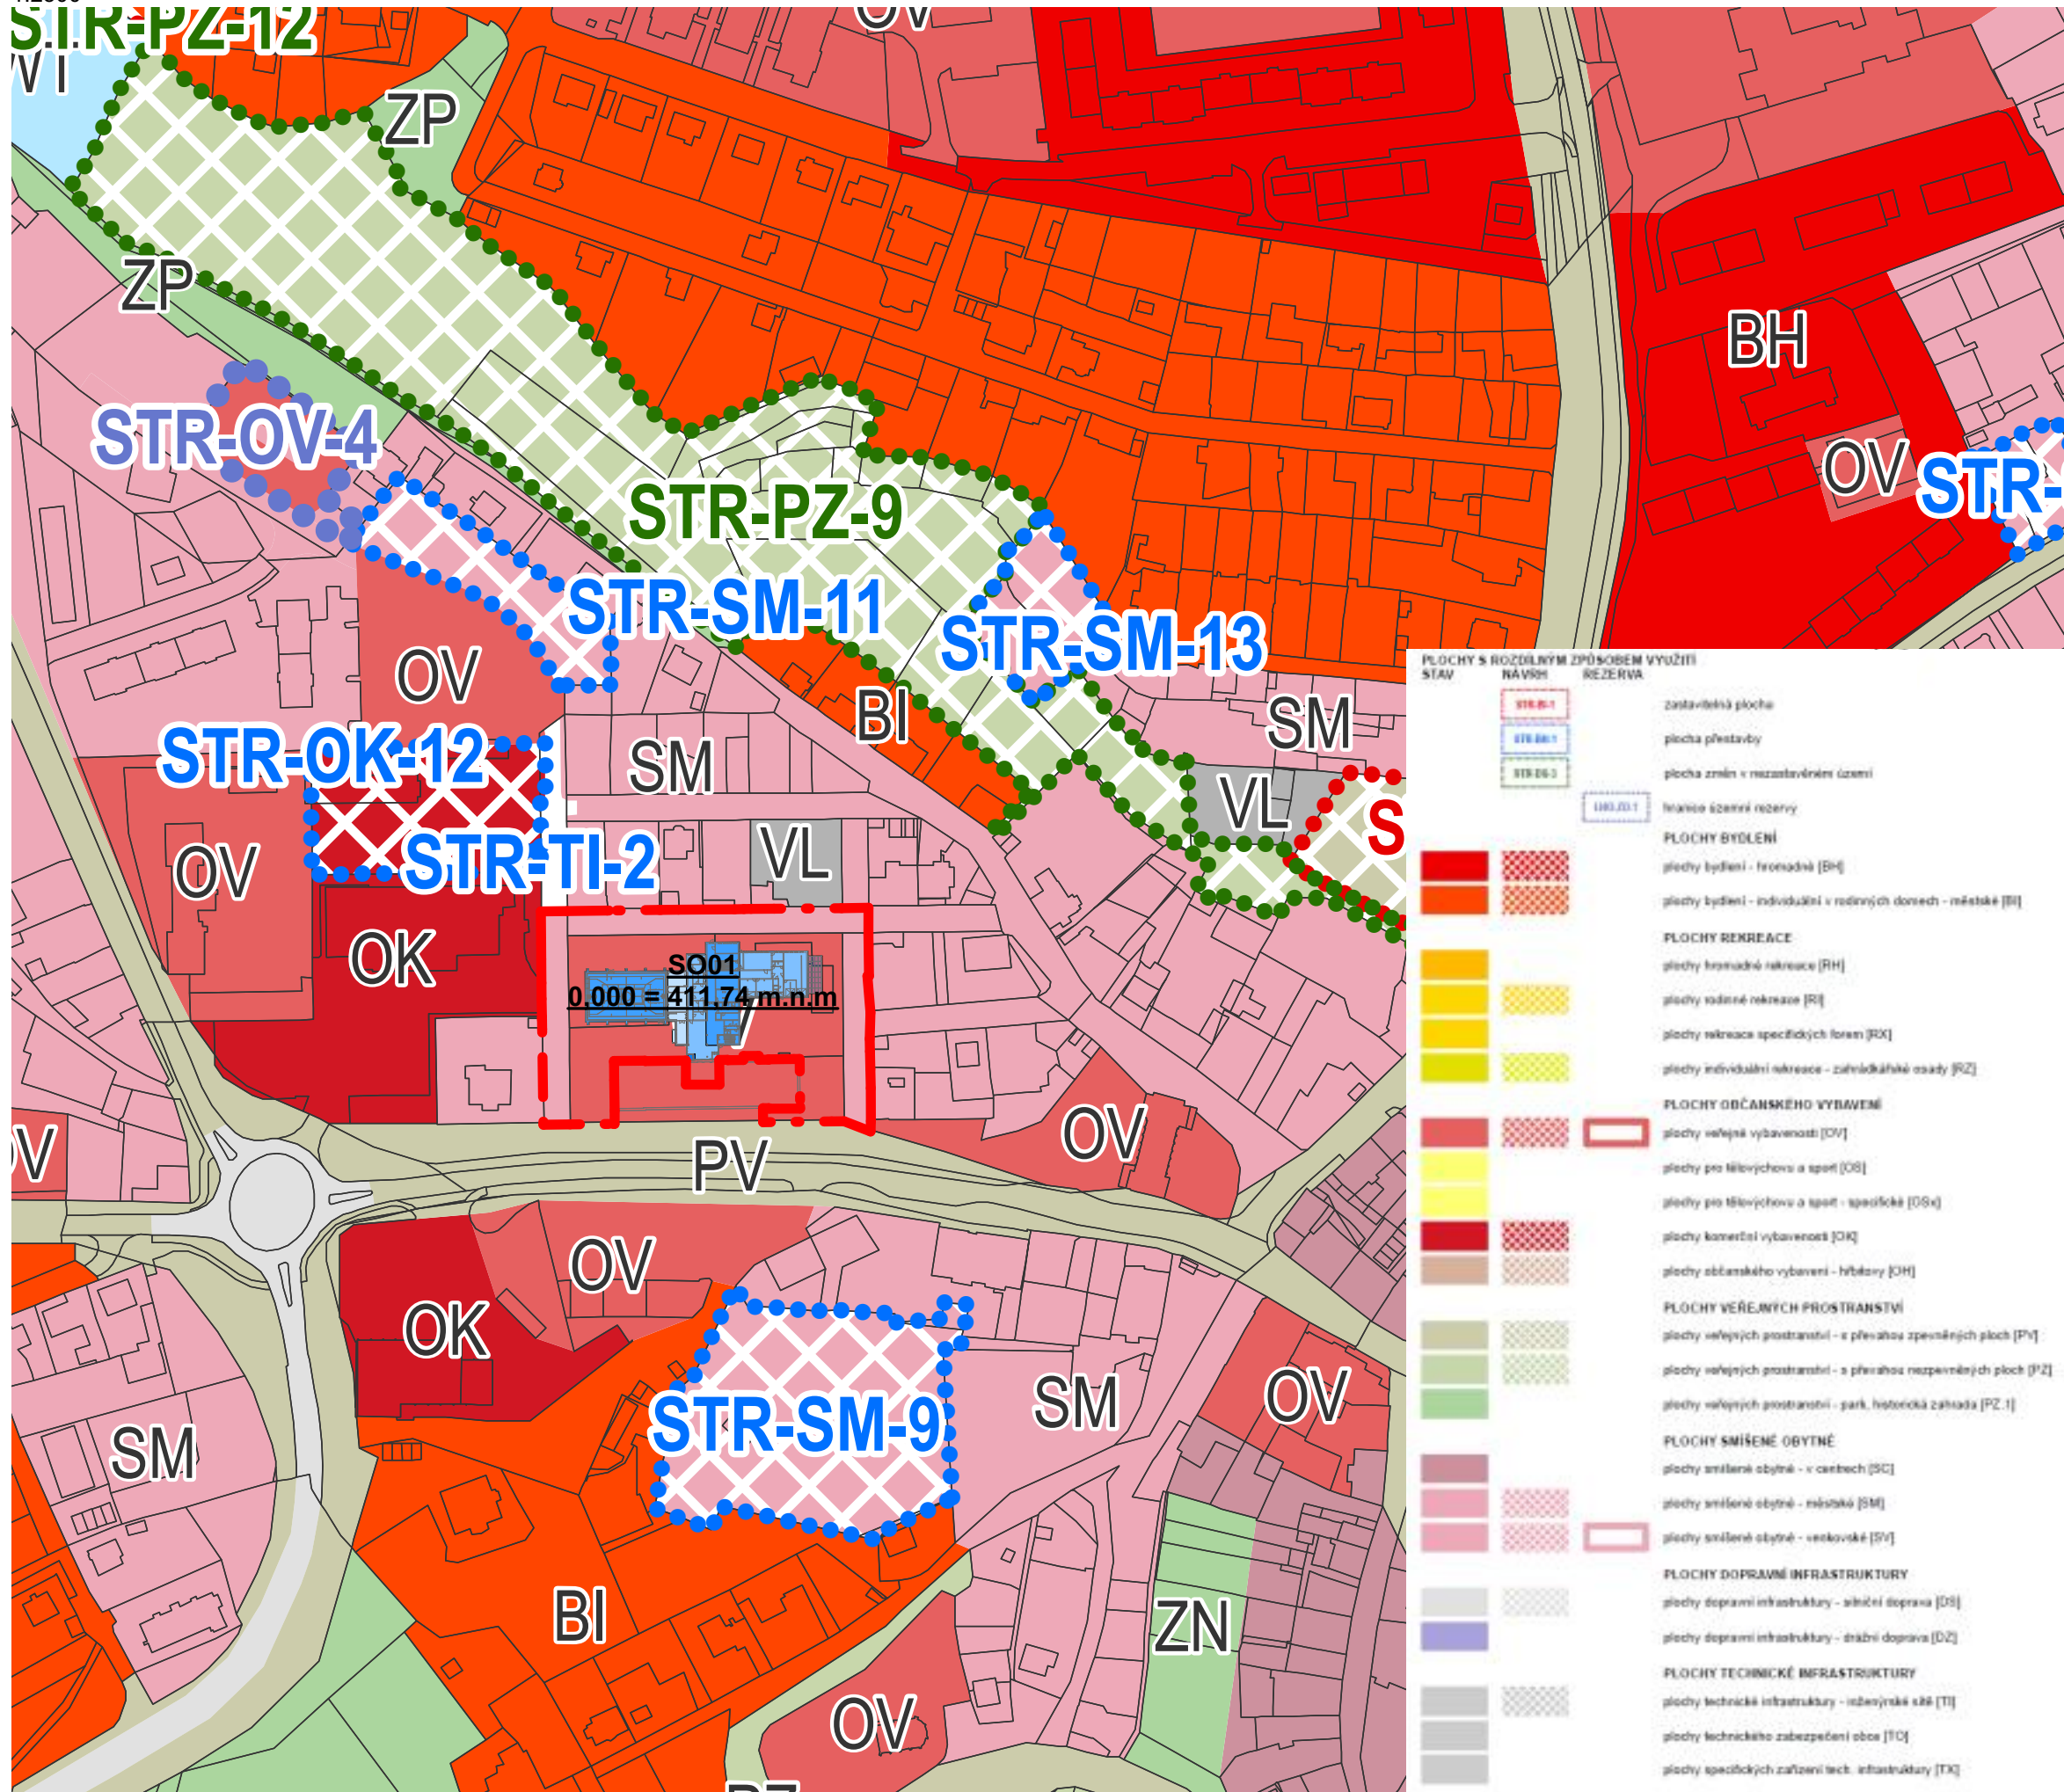 STR-PZ-12
OV
ZP
ZP
BH
STR-OV-4
OV
STR-
STR-PZ-9
STR-SM-11
STR-SM-13
OV
BI
SM
STR-OK-12
SM
VL
S
STR-TI-2
VL
OV
OK
SO01
0,000 = 411,74 m.n.m
OV
PV
OV
OK
STR-SM-9
SM
OV
SM
BI
ZN
OV
PLOCHY S ROZDÍLNÝM ZPŮSOBEM VYUŽITÍ
STAV NÁVRH REZERVA
zastavitelná plocha
plocha přestavby
plocha změn v nezastavěném území
hranice územní rezervy
PLOCHY BYDLENÍ
plochy bydlení - hromadné [BH]
plochy bydlení - individuální v rodinných domech - městské [BI]
PLOCHY REKREACE
plochy hromadné rekreace [RH]
plochy rodinné rekreace [RI]
plochy rekreace specifických forem [RX]
plochy individuální rekreace - zahrádkářské osady [RZ]
PLOCHY OBČANSKÉHO VYBAVENÍ
plochy veřejné vybavenosti [OV]
plochy pro tělovýchovu a sport [OS]
plochy pro tělovýchovu a sport - specifické [OSx]
plochy komerční vybavenosti [OK]
plochy občanského vybavení - hřbitovy [OH]
PLOCHY VEŘEJNÝCH PROSTRANSTVÍ
plochy veřejných prostranství - s převahou zpevněných ploch [PV]
plochy veřejných prostranství - s převahou nezpevněných ploch [PZ]
plochy veřejných prostranství - park, historická zahrada [PZ.1]
PLOCHY SMÍŠENÉ OBYTNÉ
plochy smíšené obytné - v centrech [SC]
plochy smíšené obytné - městské [SM]
plochy smíšené obytné - venkovské [SV]
PLOCHY DOPRAVNÍ INFRASTRUKTURY
plochy dopravní infrastruktury - silniční doprava [DS]
plochy dopravní infrastruktury - drážní doprava [DZ]
PLOCHY TECHNICKÉ INFRASTRUKTURY
plochy technické infrastruktury - inženýrské sítě [TI]
plochy technického zabezpečení obce [TO]
plochy specifických zařízení tech. infrastruktury [TX]